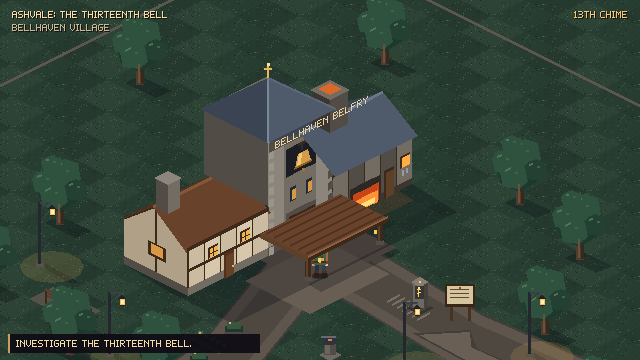 ASHVALE: THE THIRTEENTH BELL
BELLHAVEN VILLAGE
13TH CHIME
BELLHAVEN BELFRY
INVESTIGATE THE THIRTEENTH BELL.